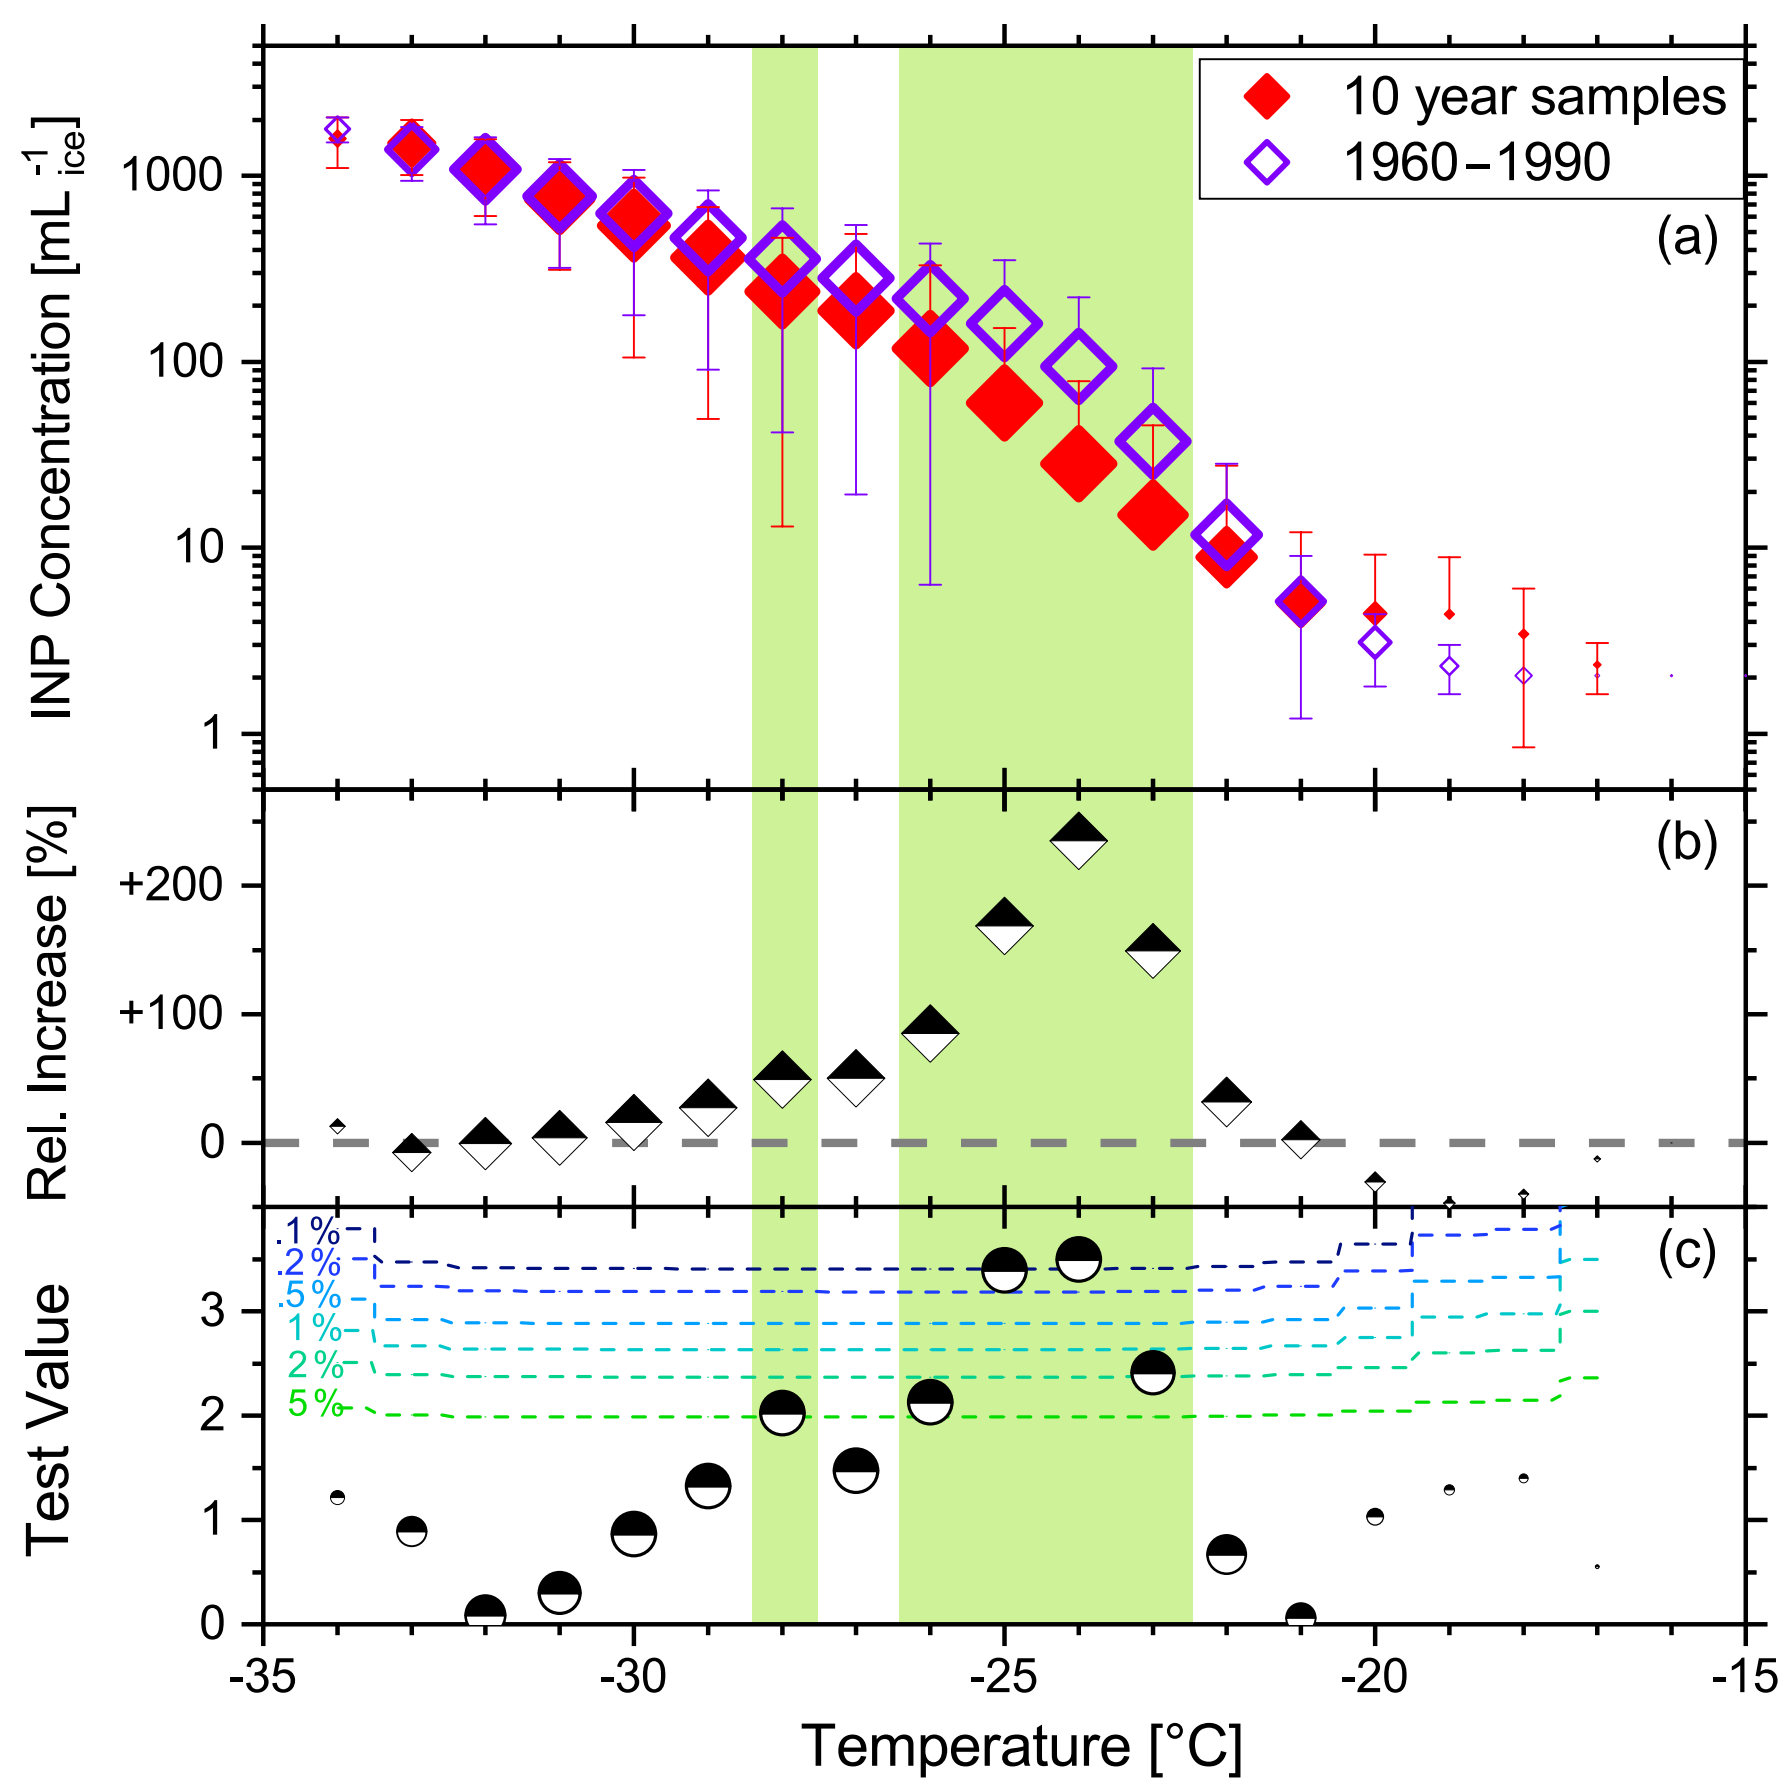 10 year samples
1960–1990
(a)
INP Concentration [mL⁻¹ice]
1000
100
10
1
(b)
Rel. Increase [%]
+200
+100
0
(c)
Test Value
.1%
.2%
.5%
1%
2%
5%
3
2
1
0
-35 -30 -25 -20 -15
Temperature [°C]